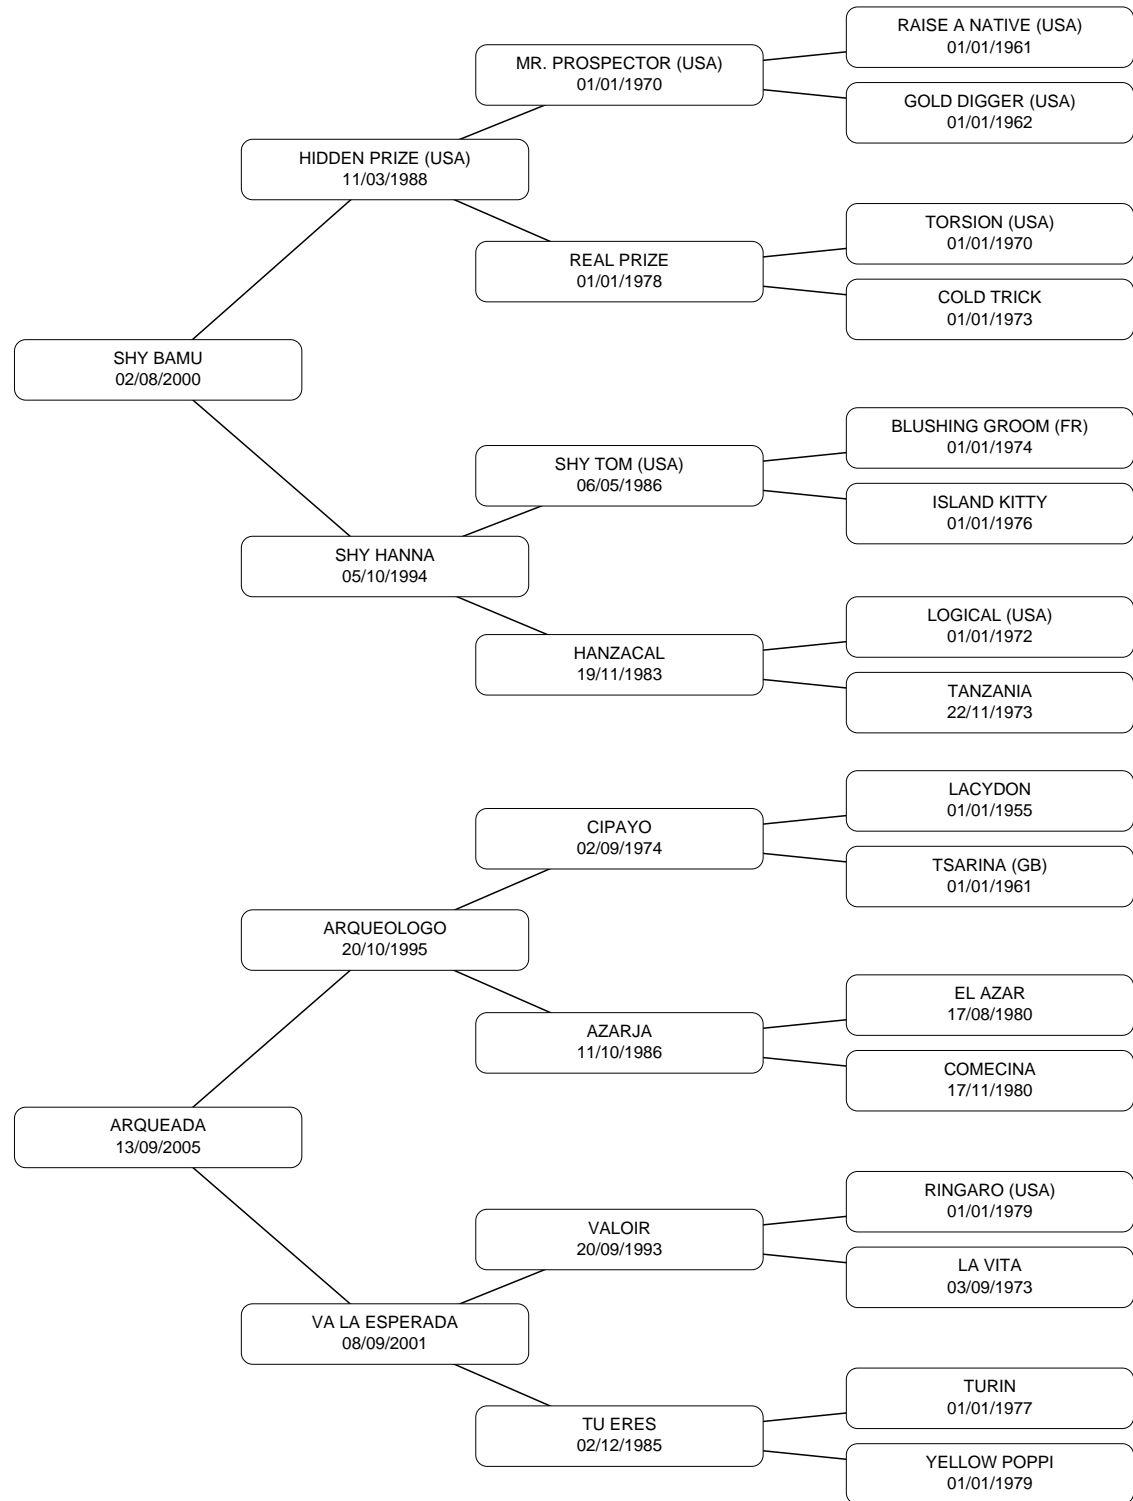 RAISE A NATIVE (USA)
01/01/1961
MR. PROSPECTOR (USA)
01/01/1970
GOLD DIGGER (USA)
01/01/1962
HIDDEN PRIZE (USA)
11/03/1988
TORSION (USA)
01/01/1970
REAL PRIZE
01/01/1978
COLD TRICK
01/01/1973
SHY BAMU
02/08/2000
BLUSHING GROOM (FR)
01/01/1974
SHY TOM (USA)
06/05/1986
ISLAND KITTY
01/01/1976
SHY HANNA
05/10/1994
LOGICAL (USA)
01/01/1972
HANZACAL
19/11/1983
TANZANIA
22/11/1973
LACYDON
01/01/1955
CIPAYO
02/09/1974
TSARINA (GB)
01/01/1961
ARQUEOLOGO
20/10/1995
EL AZAR
17/08/1980
AZARJA
11/10/1986
COMECINA
17/11/1980
ARQUEADA
13/09/2005
RINGARO (USA)
01/01/1979
VALOIR
20/09/1993
LA VITA
03/09/1973
VA LA ESPERADA
08/09/2001
TURIN
01/01/1977
TU ERES
02/12/1985
YELLOW POPPI
01/01/1979